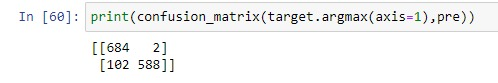 In [60]: print(confusion_matrix(target.argmax(axis=1),pre))
[[684   2]
 [102 588]]